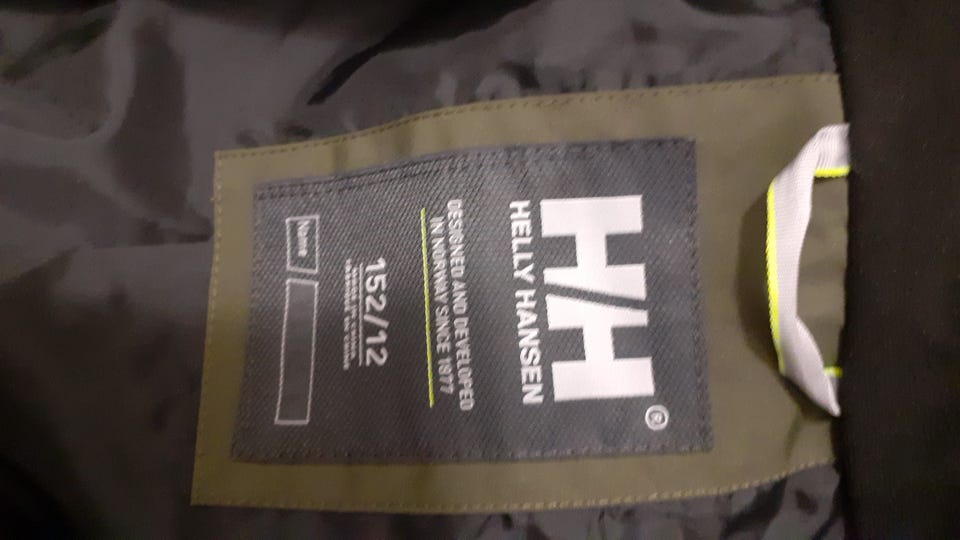 H/H®
HELLY HANSEN
DESIGNED AND DEVELOPED
IN NORWAY SINCE 1877
152/12
Name